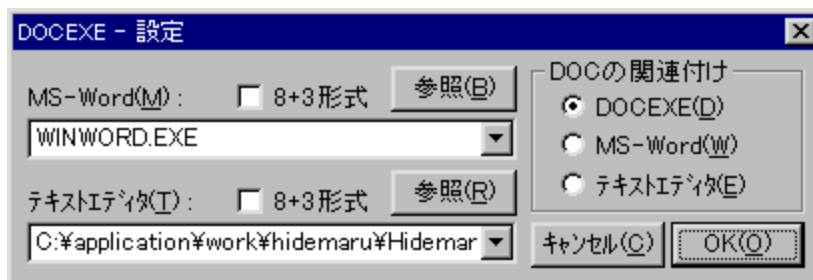 DOCEXE - 設定
MS-Word(M) : 8+3形式 参照(B)
WINWORD.EXE
ﾃｷｽﾄｴﾃﾞｨﾀ(T) : 8+3形式 参照(R)
C:¥application¥work¥hidemaru¥Hidemar
DOCの関連付け
DOCEXE(D)
MS-Word(W)
ﾃｷｽﾄｴﾃﾞｨﾀ(E)
ｷｬﾝｾﾙ(C) OK(O)